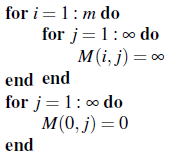 for i = 1 : m do
for j = 1 : ∞ do
M(i, j) = ∞
end end
for j = 1 : ∞ do
M(0, j) = 0
end